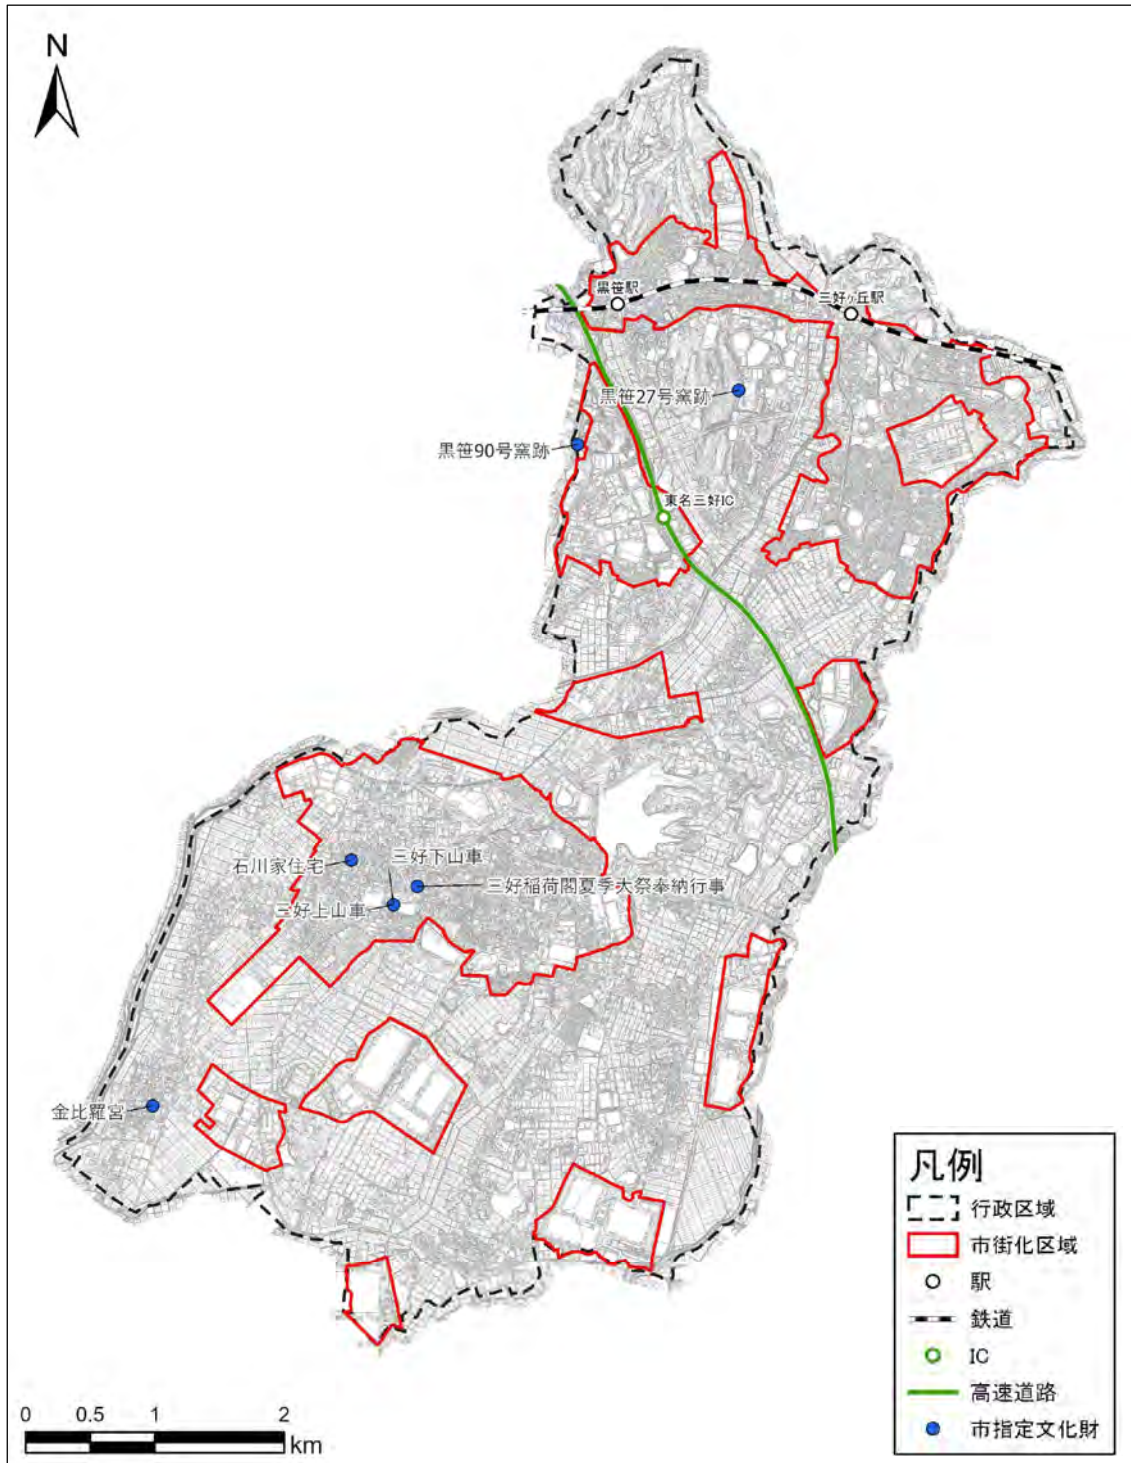 N
黒笹駅
三好ヶ丘駅
黒笹27号窯跡
黒笹90号窯跡
東名三好IC
三好下山車
石川家住宅
三好稲荷閣夏季大祭奉納行事
三好上山車
金比羅宮
凡例
行政区域
市街化区域
駅
鉄道
IC
高速道路
市指定文化財
0 0.5 1 2
km